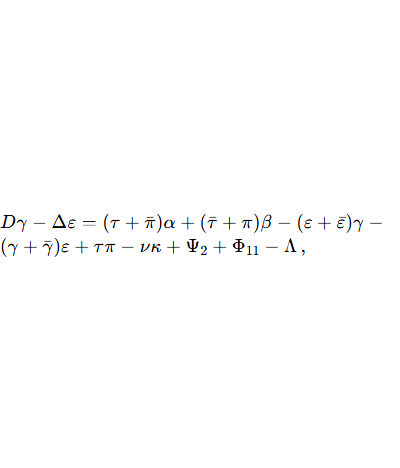 Dγ − Δε = (τ + π̄)α + (τ̄ + π)β − (ε + ε̄)γ −
(γ + γ̄)ε + τπ − νκ + Ψ₂ + Φ₁₁ − Λ ,